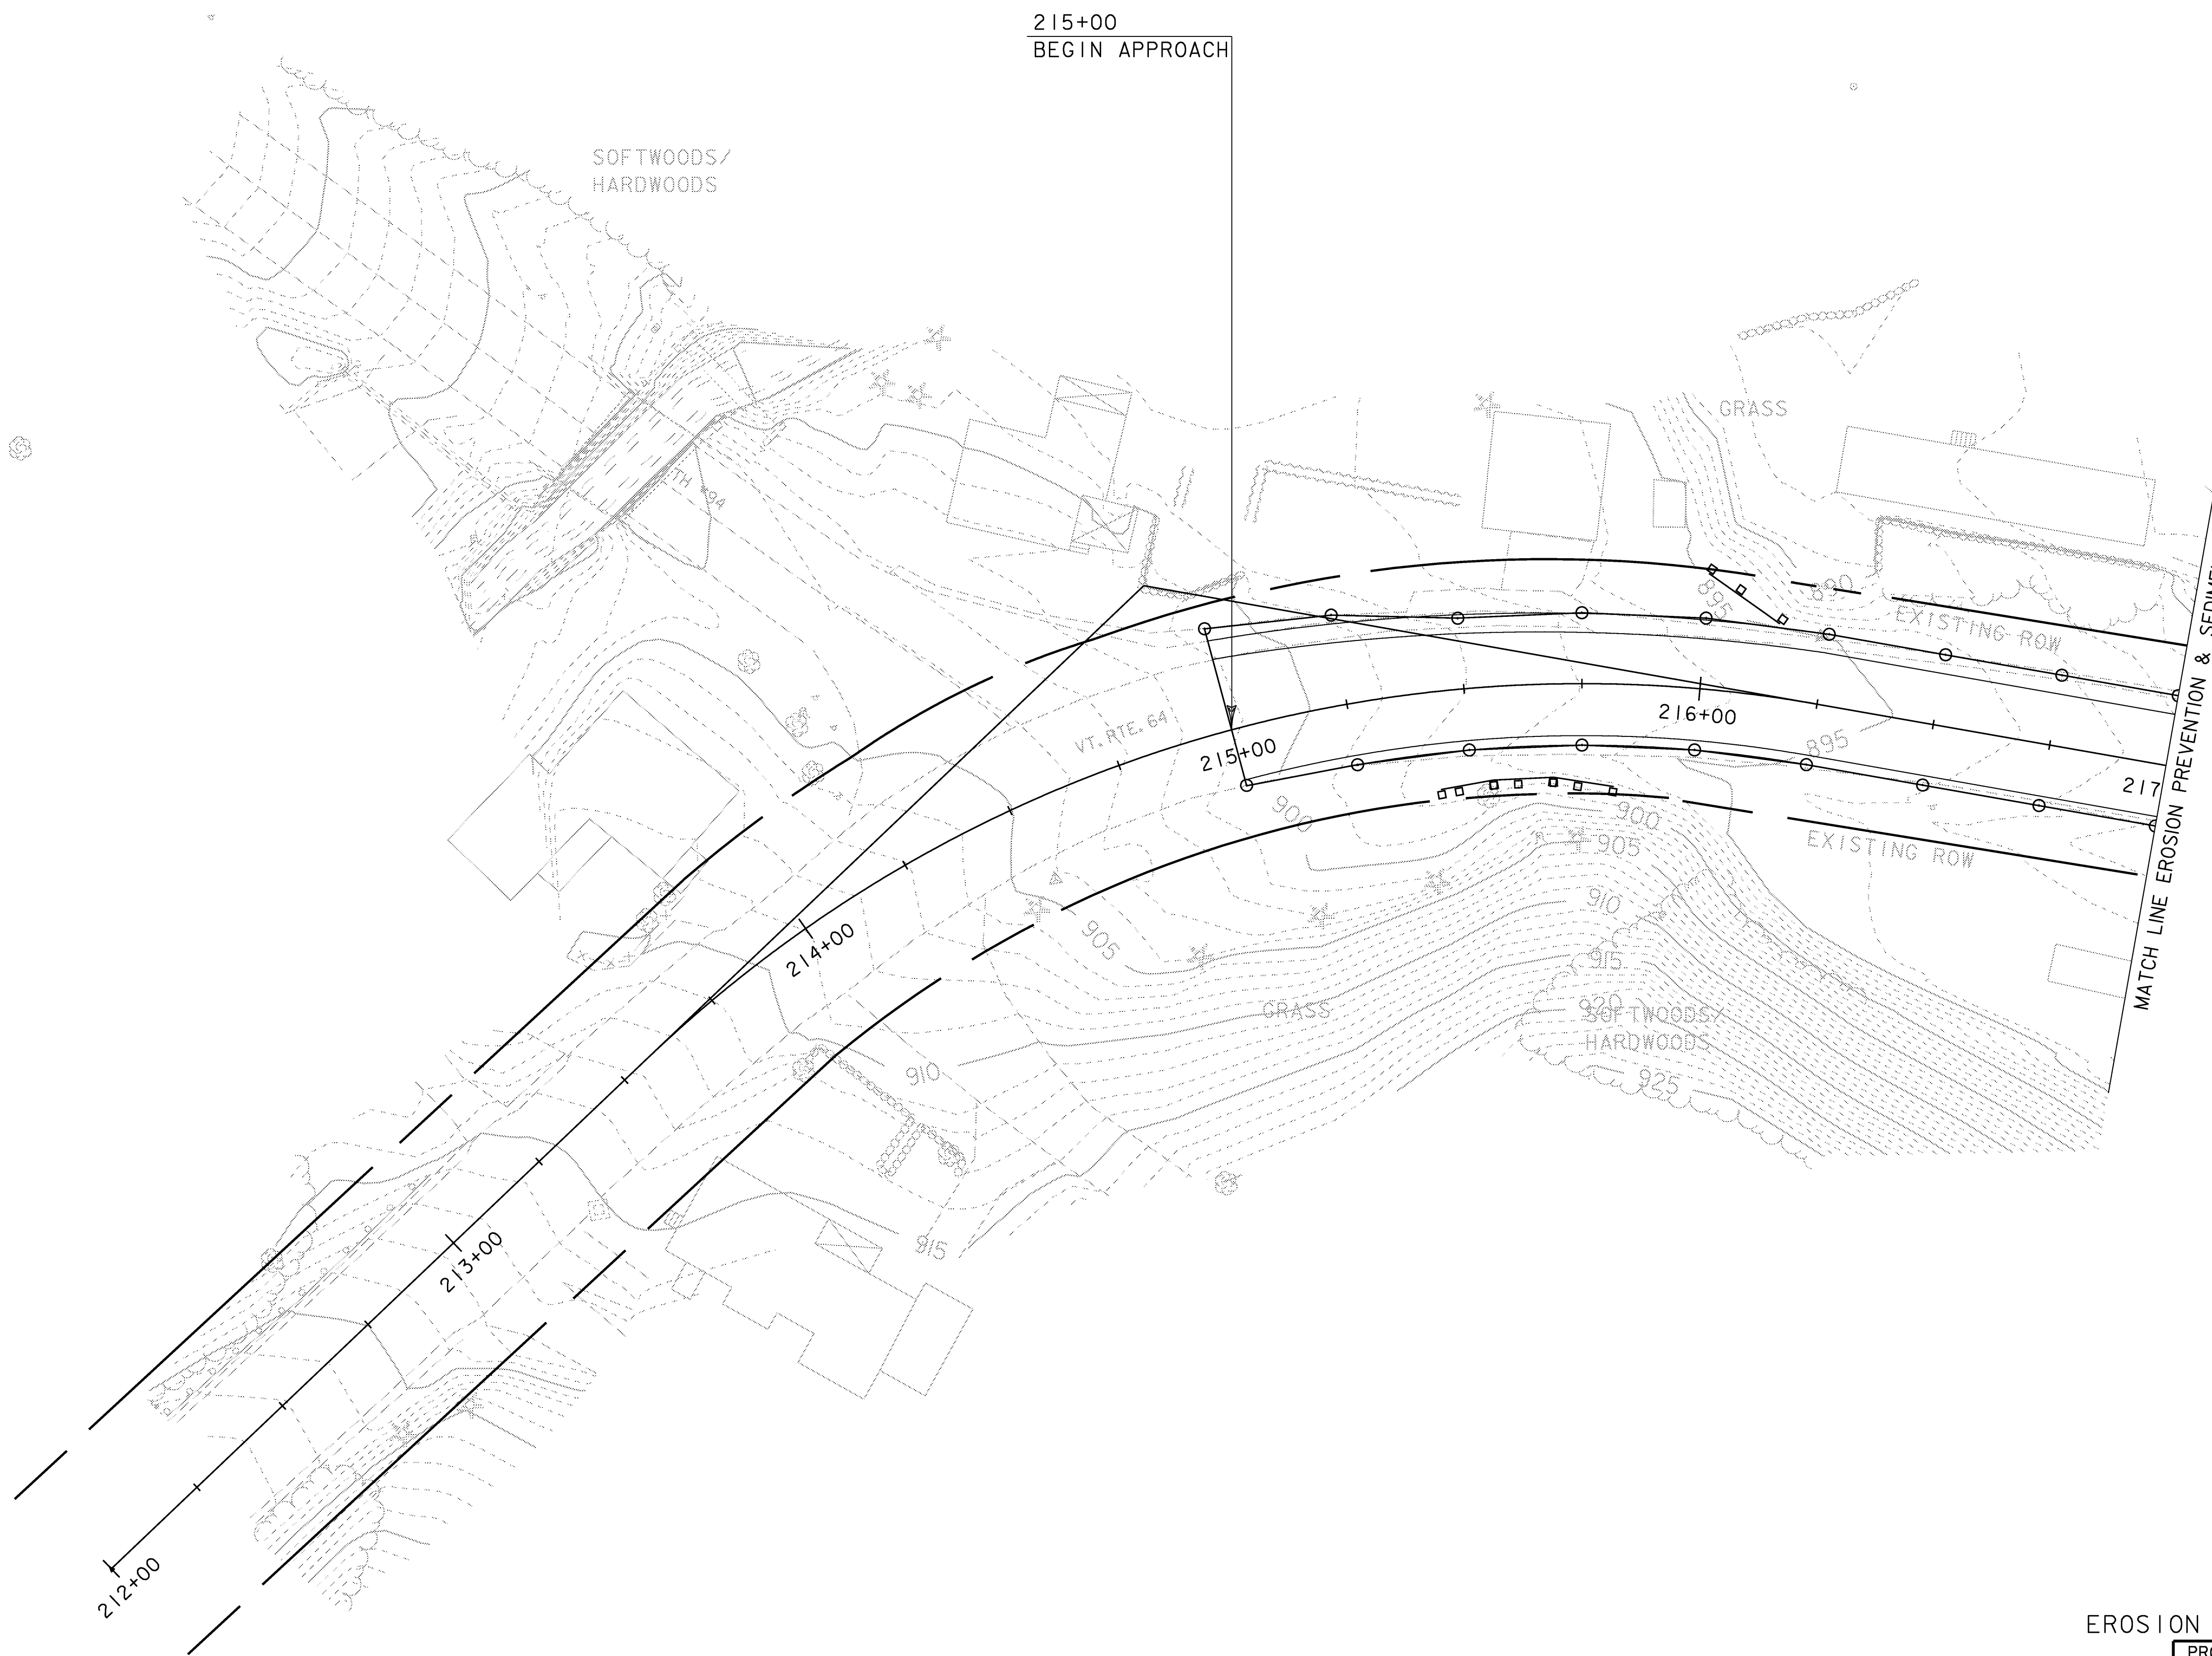 215+00
BEGIN APPROACH
SOFTWOODS/
HARDWOODS
GRASS
TH
890
895
EXISTING ROW
VT. RTE. 64
215+00
216+00
895
217
900
900
905
EXISTING ROW
910
905
214+00
915
920
GRASS
SOFTWOODS/
HARDWOODS
910
925
915
213+00
212+00
MATCH LINE EROSION PREVENTION &
EROSION